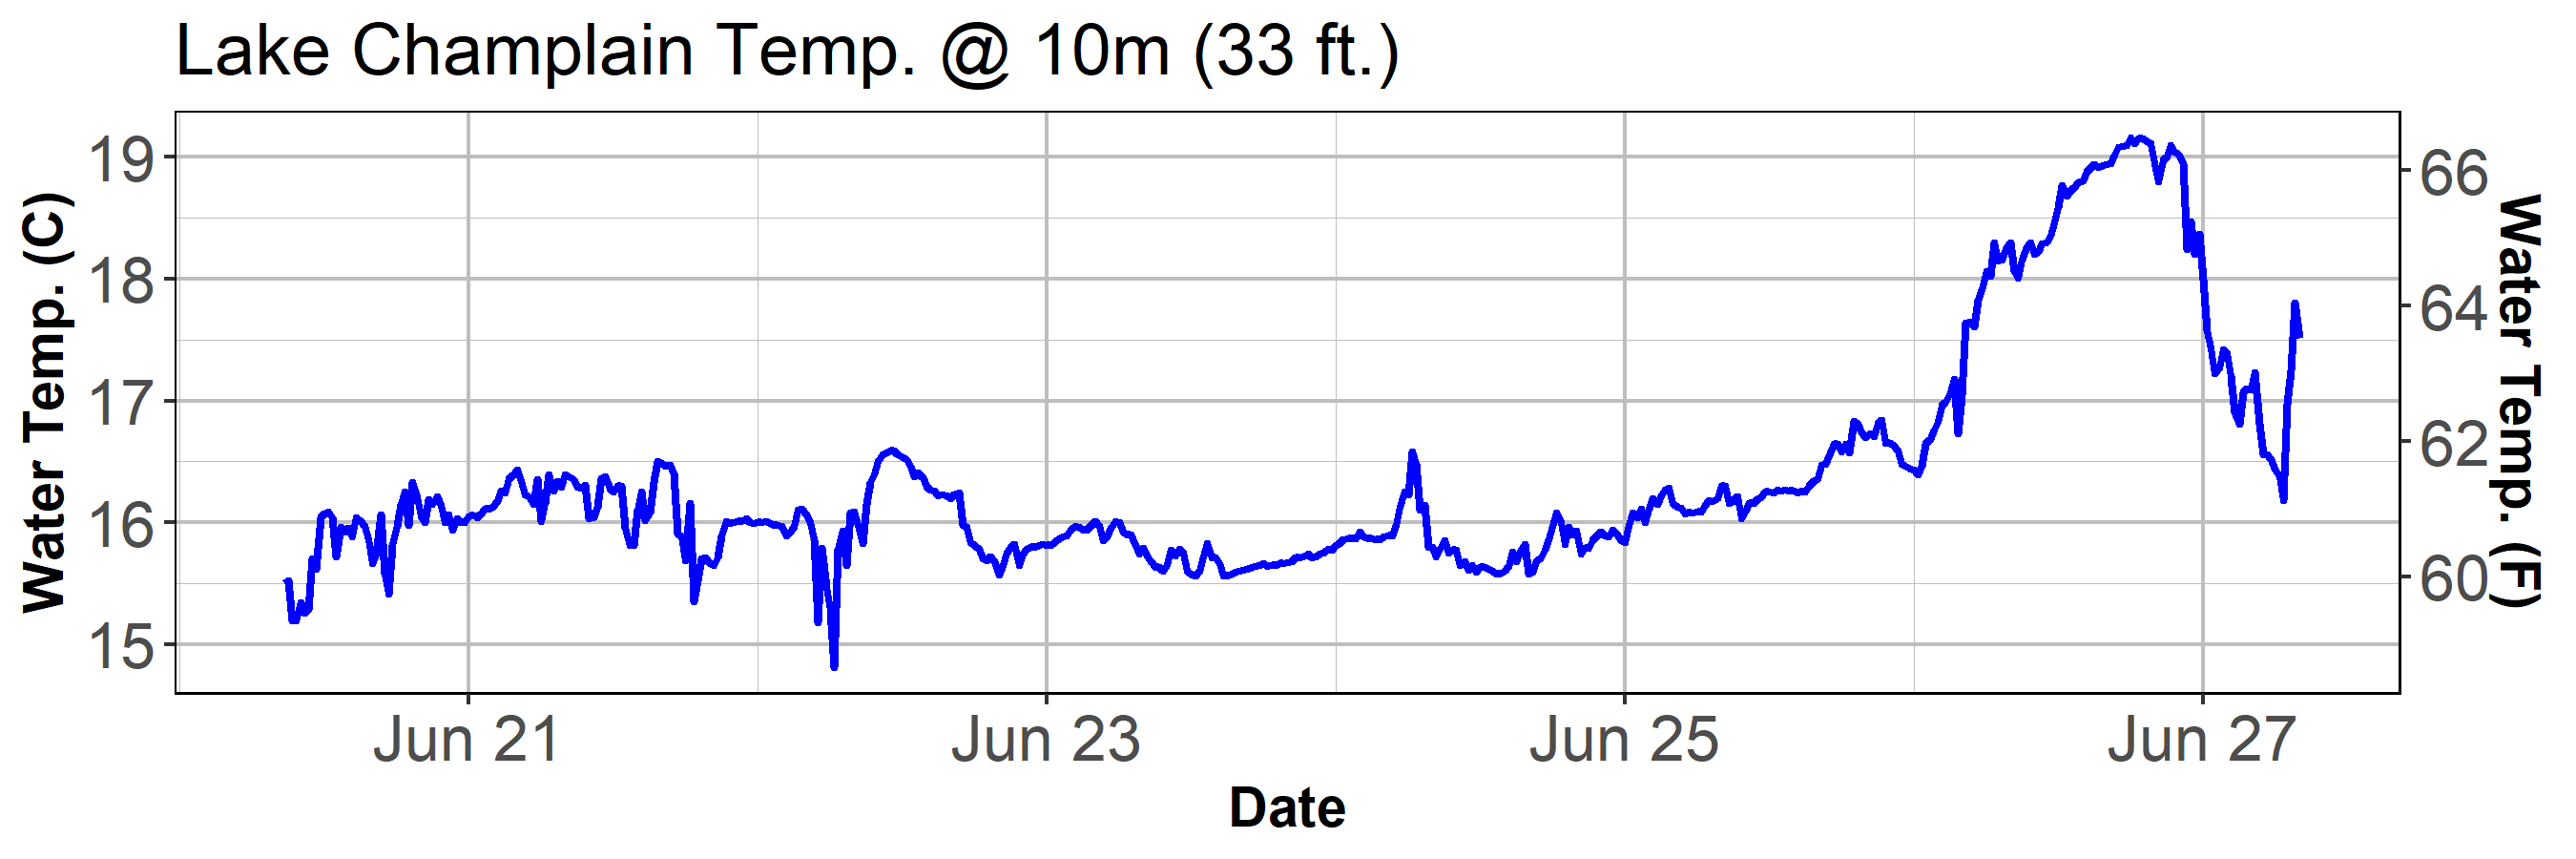 Lake Champlain Temp. @ 10m (33 ft.)
Water Temp. (C)
19
18
17
16
15
66
64
62
60
Water Temp. (F)
Jun 21
Jun 23
Jun 25
Jun 27
Date